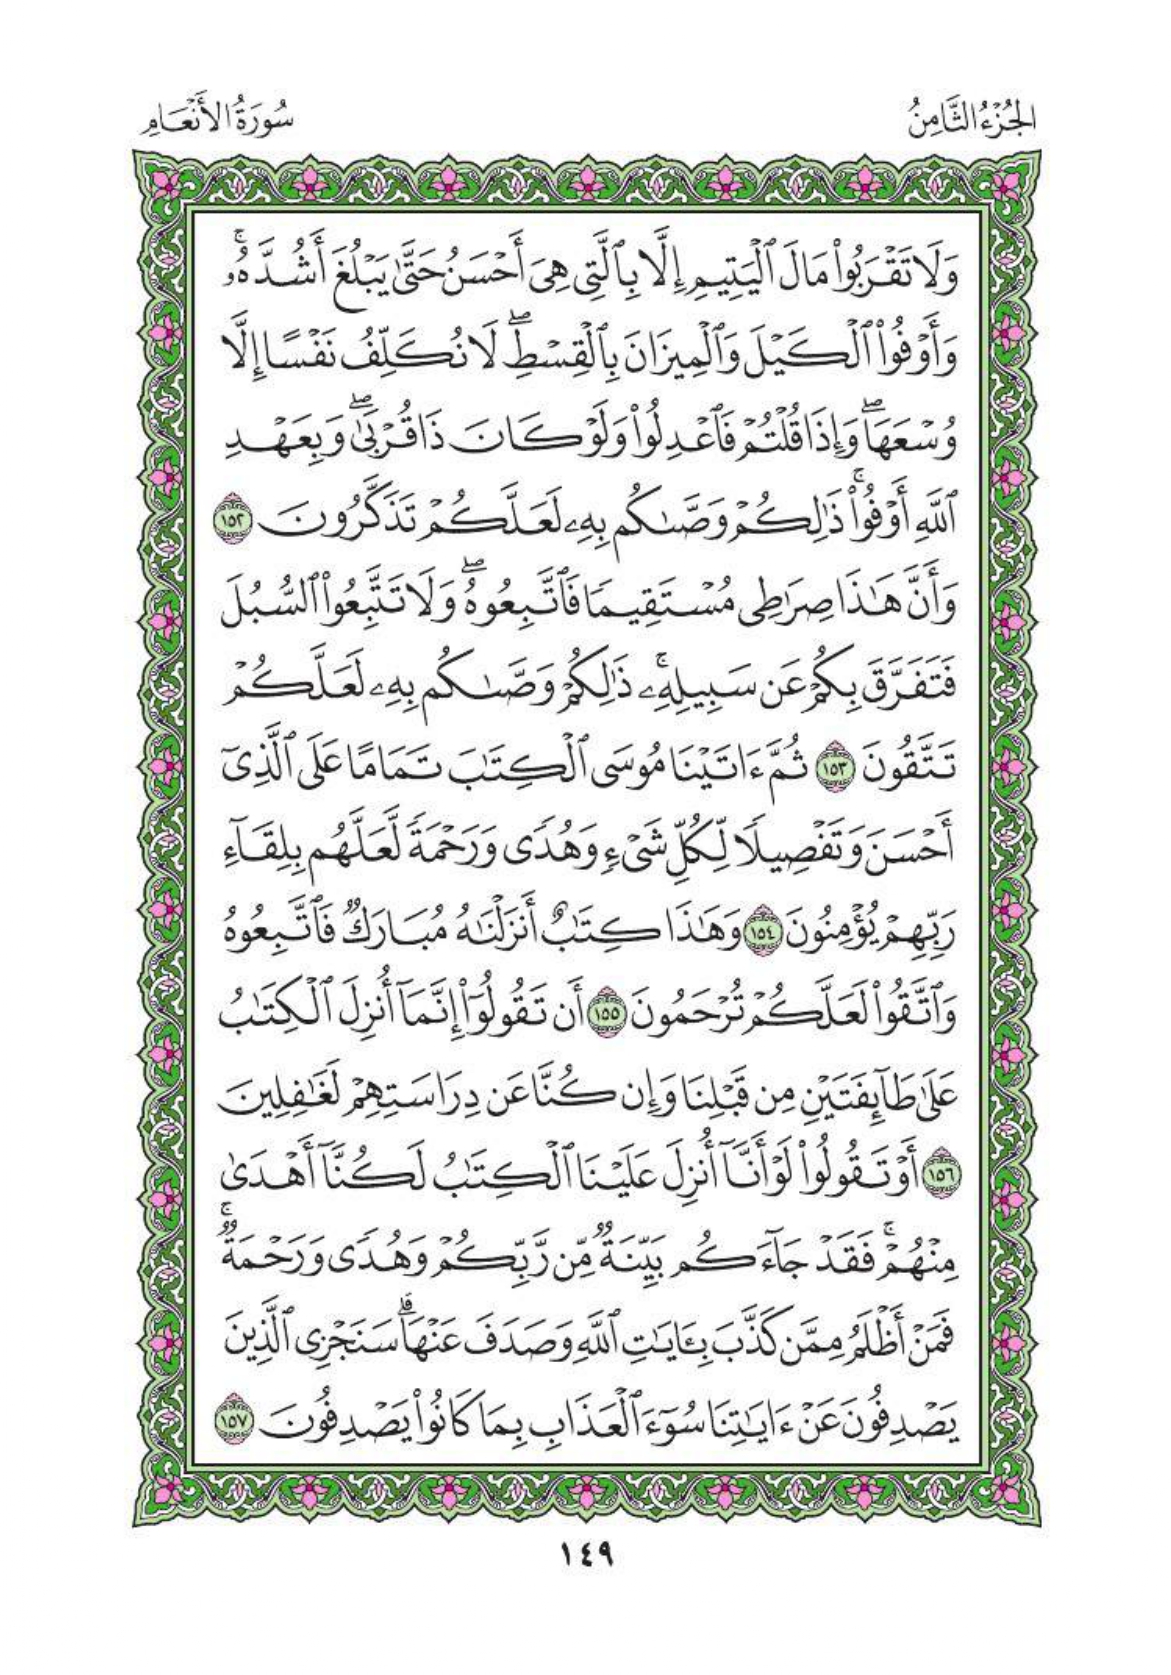 الجُزْءُ الثَّامِنُ
سُورَةُ الأَنْعَامِ
وَلَا تَقْرَبُواْ مَالَ ٱلْيَتِيمِ إِلَّا بِٱلَّتِي هِيَ أَحْسَنُ حَتَّىٰ يَبْلُغَ أَشُدَّهُۥۚ
وَأَوْفُواْ ٱلْكَيْلَ وَٱلْمِيزَانَ بِٱلْقِسْطِۖ لَا نُكَلِّفُ نَفْسًا إِلَّا
وُسْعَهَاۖ وَإِذَا قُلْتُمْ فَٱعْدِلُواْ وَلَوْ كَانَ ذَا قُرْبَىٰۖ وَبِعَهْدِ
ٱللَّهِ أَوْفُواْۚ ذَٰلِكُمْ وَصَّىٰكُم بِهِۦ لَعَلَّكُمْ تَذَكَّرُونَ ١٥٢
وَأَنَّ هَٰذَا صِرَٰطِي مُسْتَقِيمًا فَٱتَّبِعُوهُۖ وَلَا تَتَّبِعُواْ ٱلسُّبُلَ
فَتَفَرَّقَ بِكُمْ عَن سَبِيلِهِۦۚ ذَٰلِكُمْ وَصَّىٰكُم بِهِۦ لَعَلَّكُمْ
تَتَّقُونَ ١٥٣ ثُمَّ ءَاتَيْنَا مُوسَى ٱلْكِتَٰبَ تَمَامًا عَلَى ٱلَّذِيٓ
أَحْسَنَ وَتَفْصِيلًا لِّكُلِّ شَيْءٍ وَهُدًى وَرَحْمَةً لَّعَلَّهُم بِلِقَآءِ
رَبِّهِمْ يُؤْمِنُونَ ١٥٤ وَهَٰذَا كِتَٰبٌ أَنزَلْنَٰهُ مُبَارَكٌ فَٱتَّبِعُوهُ
وَٱتَّقُواْ لَعَلَّكُمْ تُرْحَمُونَ ١٥٥ أَن تَقُولُوٓاْ إِنَّمَآ أُنزِلَ ٱلْكِتَٰبُ
عَلَىٰ طَآئِفَتَيْنِ مِن قَبْلِنَا وَإِن كُنَّا عَن دِرَاسَتِهِمْ لَغَٰفِلِينَ
١٥٦ أَوْ تَقُولُواْ لَوْ أَنَّآ أُنزِلَ عَلَيْنَا ٱلْكِتَٰبُ لَكُنَّآ أَهْدَىٰ
مِنْهُمْۚ فَقَدْ جَآءَكُم بَيِّنَةٌ مِّن رَّبِّكُمْ وَهُدًى وَرَحْمَةٌۚ
فَمَنْ أَظْلَمُ مِمَّن كَذَّبَ بِـَٔايَٰتِ ٱللَّهِ وَصَدَفَ عَنْهَاۗ سَنَجْزِي ٱلَّذِينَ
يَصْدِفُونَ عَنْ ءَايَٰتِنَا سُوٓءَ ٱلْعَذَابِ بِمَا كَانُواْ يَصْدِفُونَ ١٥٧
١٤٩